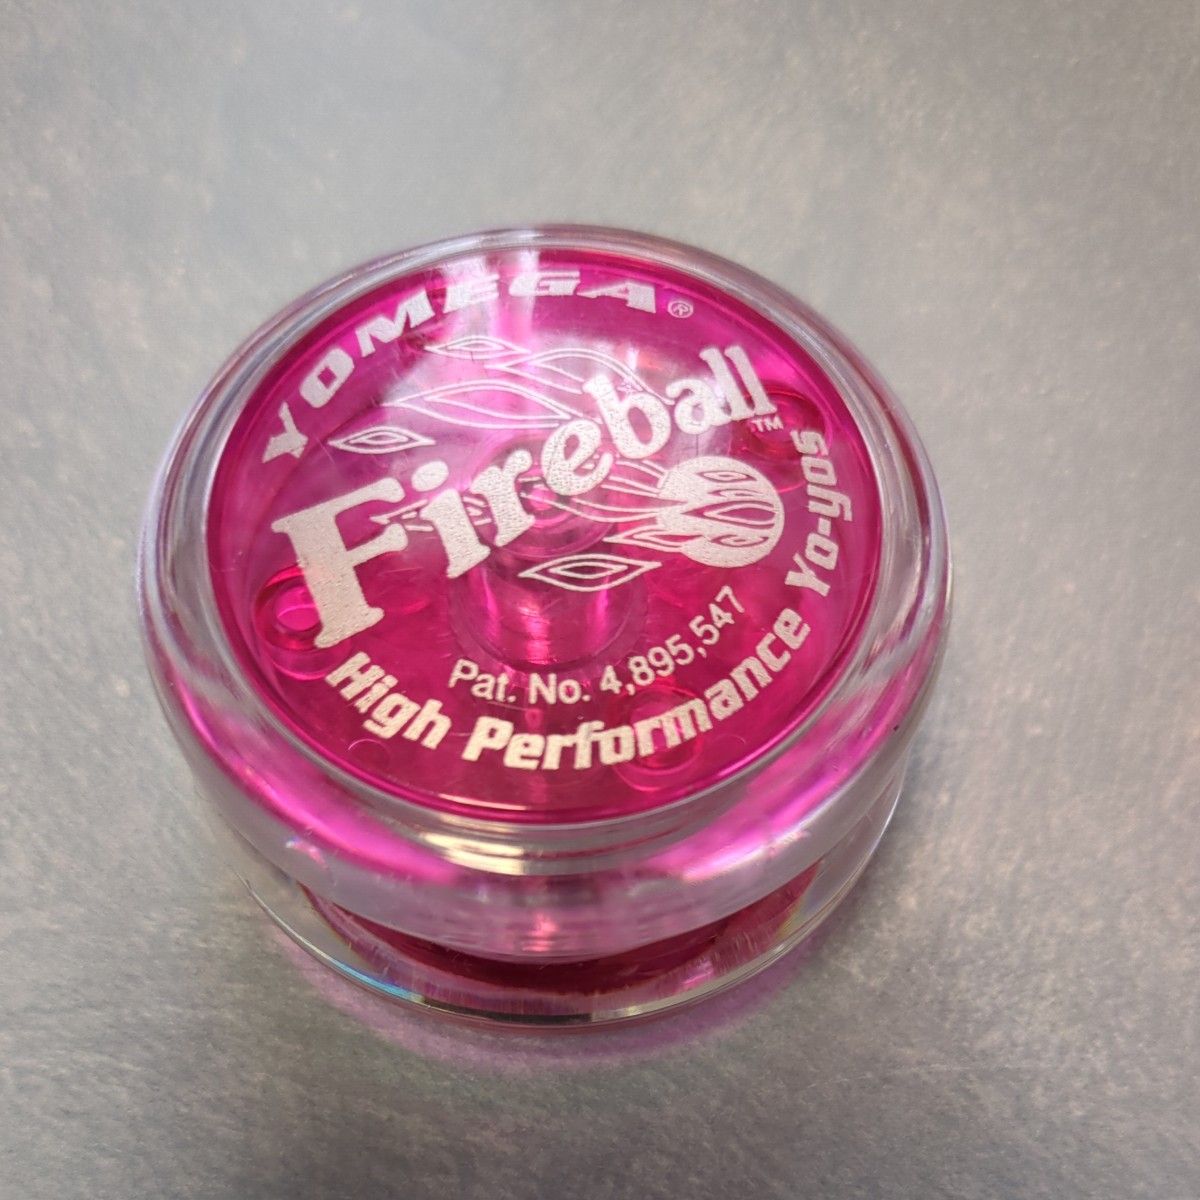 YOMEGA®
Fireball™
Pat. No. 4,895,547
High Performance Yo-yos